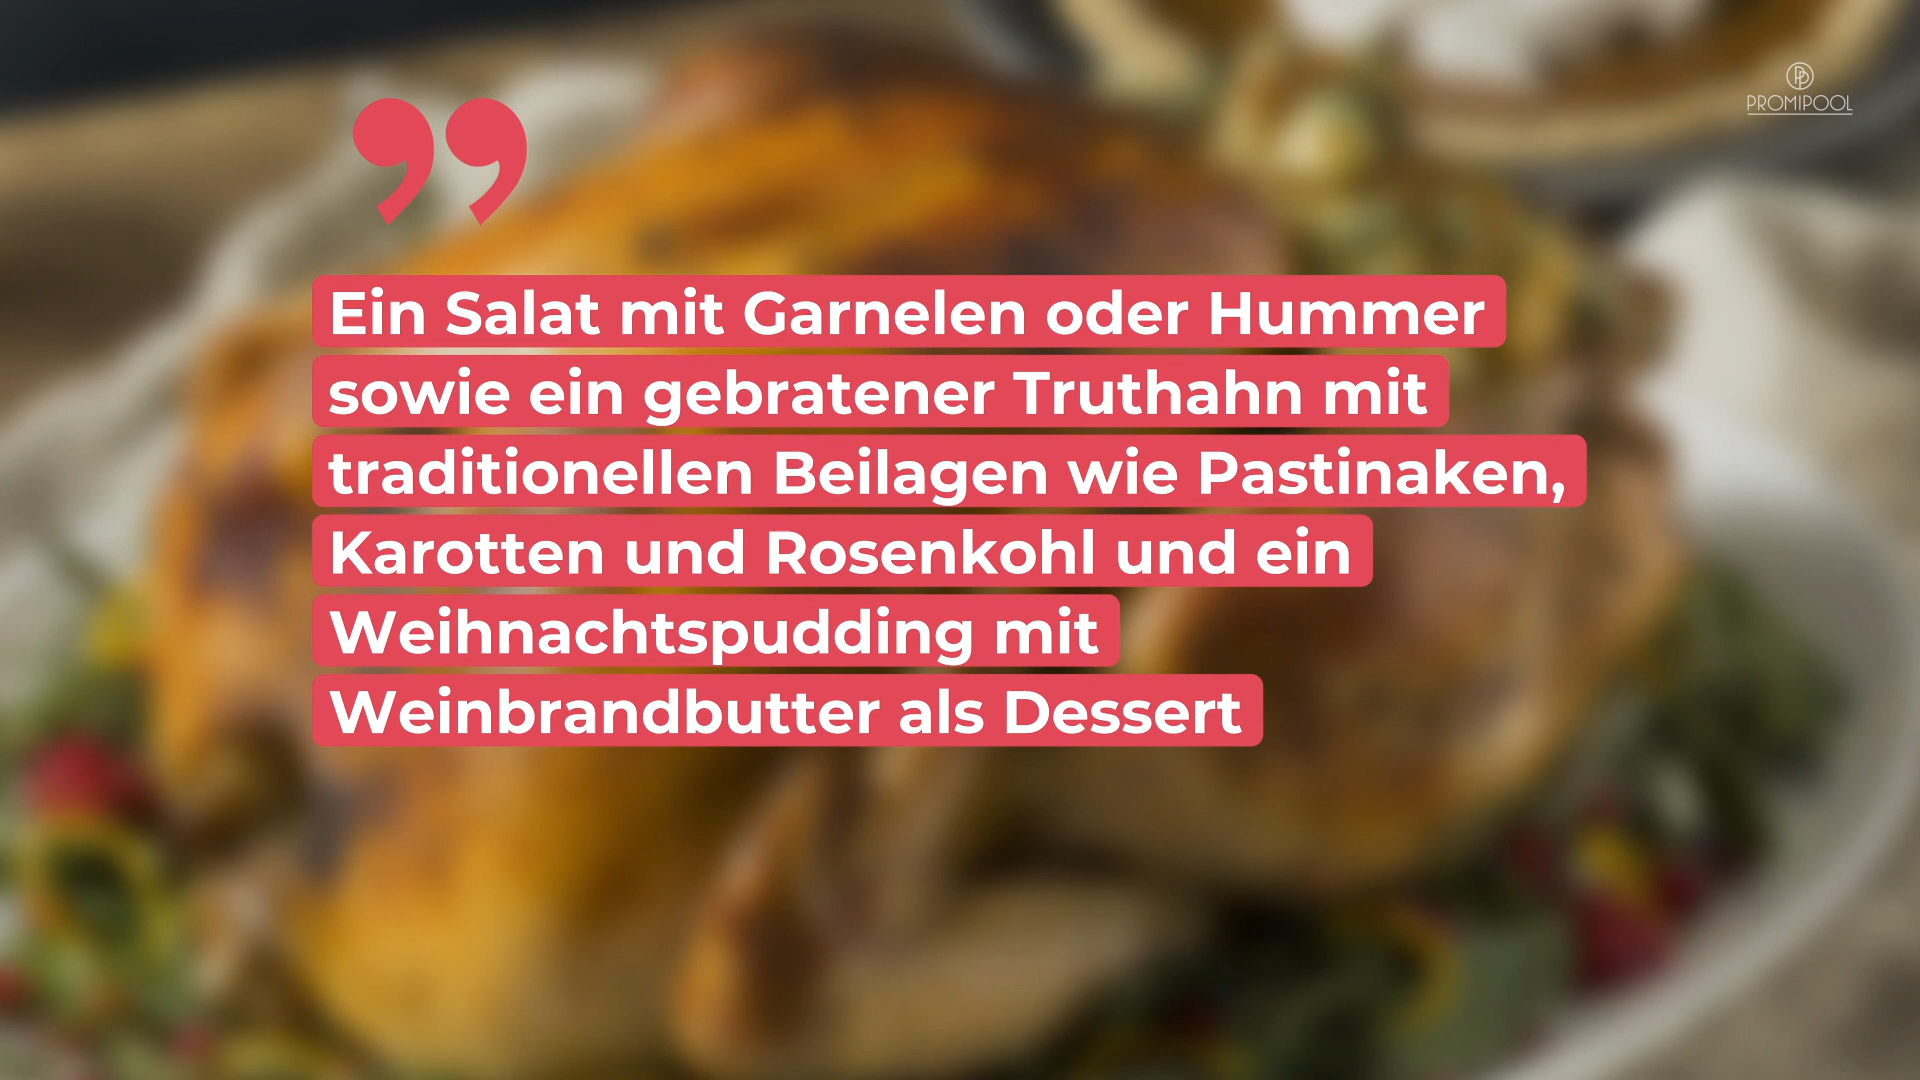 PROMIPOOL
”
Ein Salat mit Garnelen oder Hummer
sowie ein gebratener Truthahn mit
traditionellen Beilagen wie Pastinaken,
Karotten und Rosenkohl und ein
Weihnachtspudding mit
Weinbrandbutter als Dessert